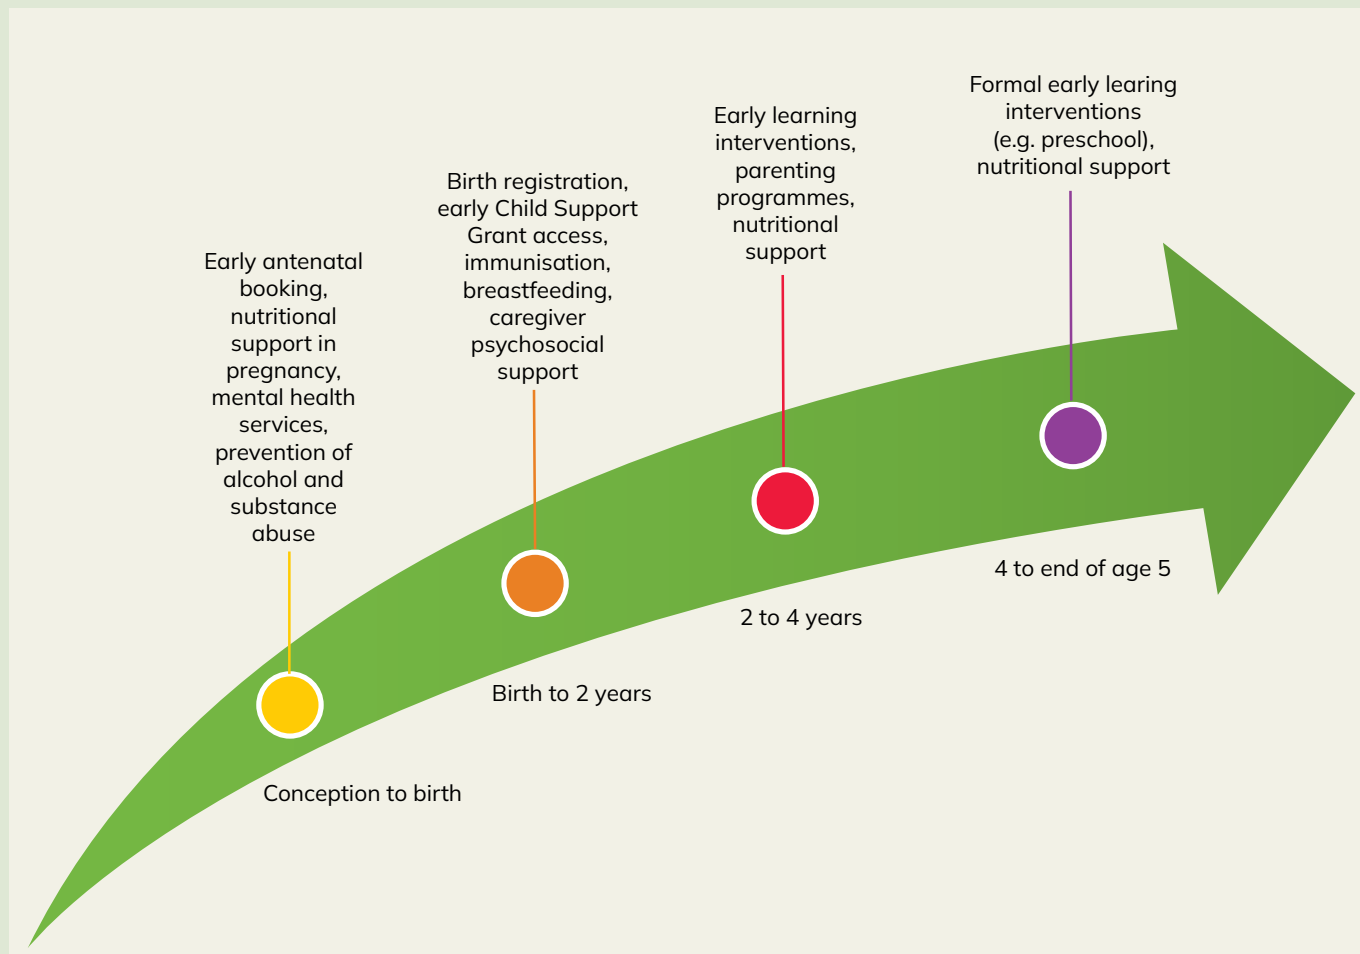 Early antenatal
booking,
nutritional
support in
pregnancy,
mental health
services,
prevention of
alcohol and
substance
abuse
Conception to birth
Birth registration,
early Child Support
Grant access,
immunisation,
breastfeeding,
caregiver
psychosocial
support
Birth to 2 years
Early learning
interventions,
parenting
programmes,
nutritional
support
2 to 4 years
Formal early learing
interventions
(e.g. preschool),
nutritional support
4 to end of age 5